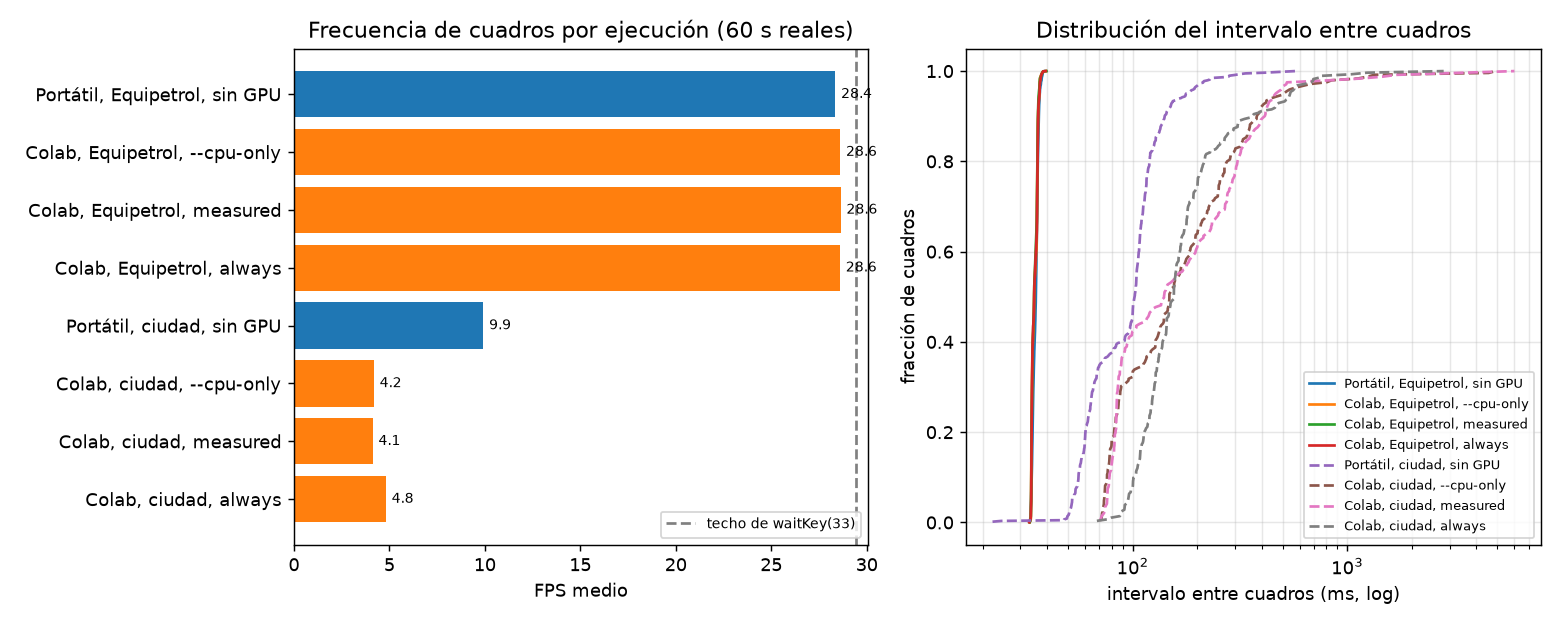 Frecuencia de cuadros por ejecución (60 s reales)
Portátil, Equipetrol, sin GPU
28.4
Colab, Equipetrol, --cpu-only
28.6
Colab, Equipetrol, measured
28.6
Colab, Equipetrol, always
28.6
Portátil, ciudad, sin GPU
9.9
Colab, ciudad, --cpu-only
4.2
Colab, ciudad, measured
4.1
Colab, ciudad, always
4.8
techo de waitKey(33)
0 5 10 15 20 25 30
FPS medio
Distribución del intervalo entre cuadros
fracción de cuadros
1.0
0.8
0.6
0.4
0.2
0.0
Portátil, Equipetrol, sin GPU
Colab, Equipetrol, --cpu-only
Colab, Equipetrol, measured
Colab, Equipetrol, always
Portátil, ciudad, sin GPU
Colab, ciudad, --cpu-only
Colab, ciudad, measured
Colab, ciudad, always
10² 10³
intervalo entre cuadros (ms, log)